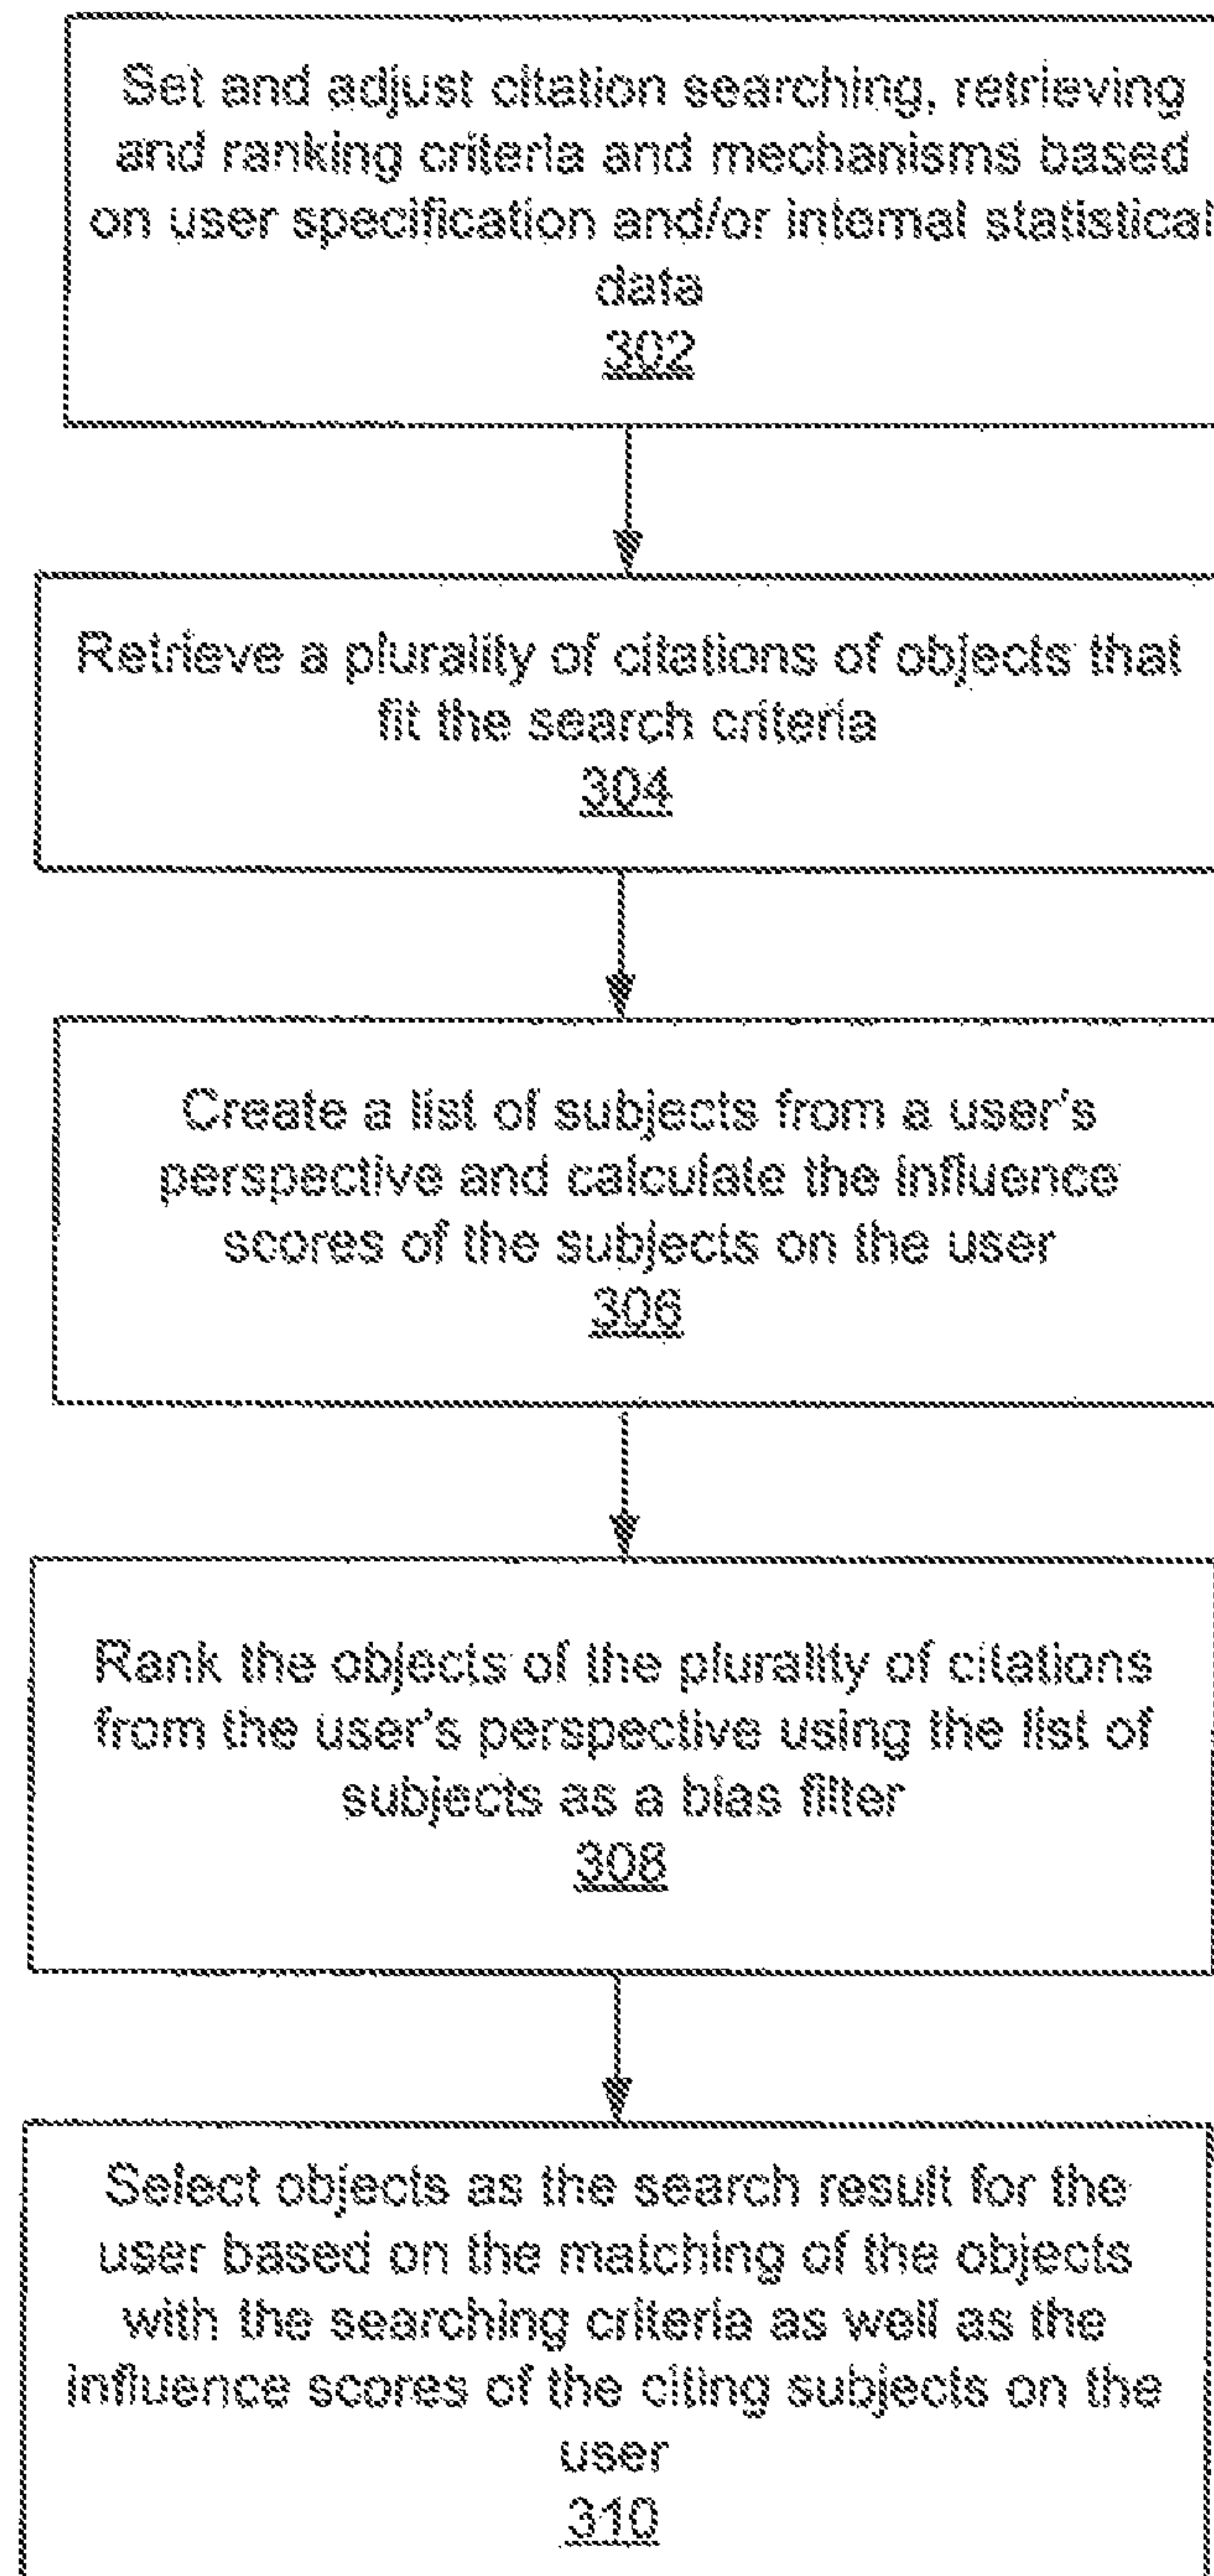 Set and adjust citation searching, retrieving
and ranking criteria and mechanisms based
on user specification and/or internal statistical
data
302
Retrieve a plurality of citations of objects that
fit the search criteria
304
Create a list of subjects from a user's
perspective and calculate the influence
scores of the subjects on the user
306
Rank the objects of the plurality of citations
from the user's perspective using the list of
subjects as a bias filter
308
Select objects as the search result for the
user based on the matching of the objects
with the searching criteria as well as the
influence scores of the citing subjects on the
user
310